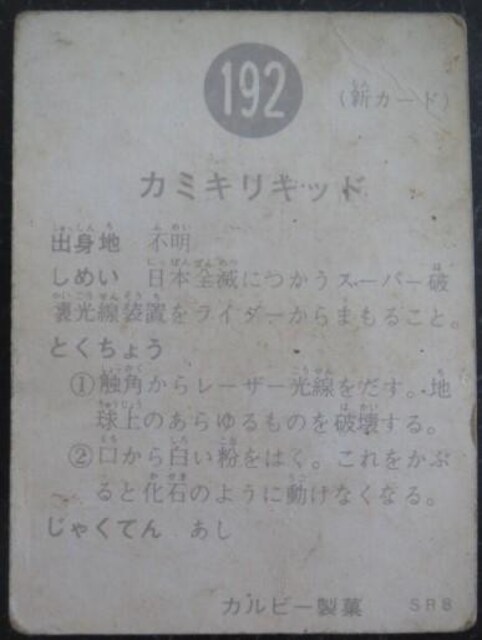 192
(新カード)
カミキリキッド
出身地 不明
しめい 日本全滅につかうスーパー破
裏光線装置をライダーからまもること。
とくちょう
①触角からレーザー光線をだす。地
球上のあらゆるものを破壊する。
②口から白い粉をはく。これをかぶ
ると化石のように動けなくなる。
じゃくてん あし
カルビー製菓 SR8